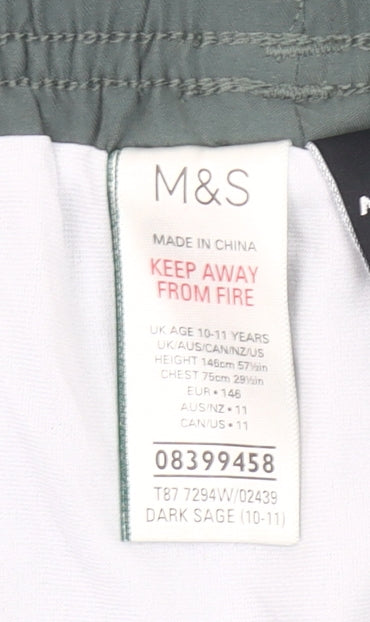 M&S
MADE IN CHINA
KEEP AWAY
FROM FIRE
UK AGE 10-11 YEARS
UK/AUS/CAN/NZ/US
HEIGHT 146cm 57½in
CHEST 75cm 29½in
EUR • 146
AUS/NZ • 11
CAN/US • 11
08399458
T87 7294W/02439
DARK SAGE (10-11)